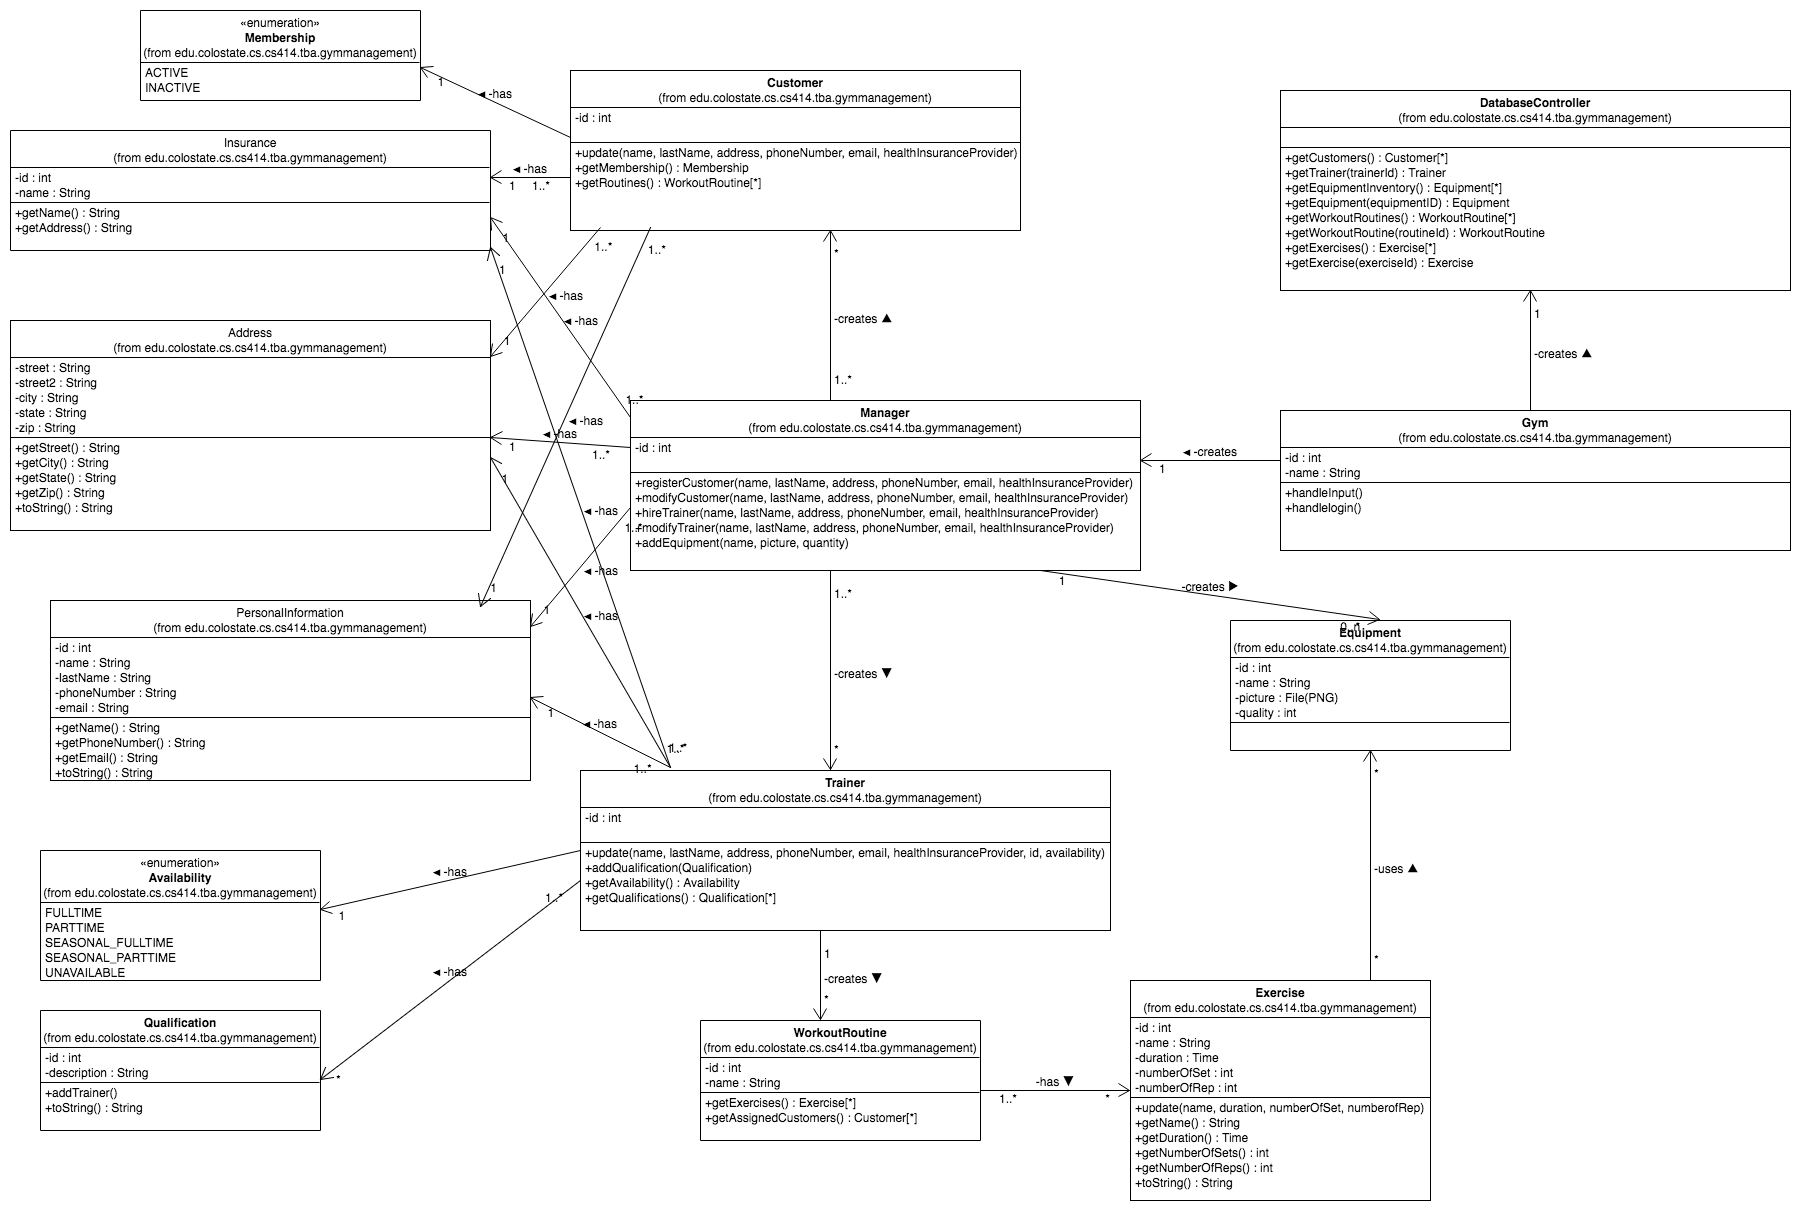 «enumeration»
Membership
(from edu.colostate.cs.cs414.tba.gymmanagement)
ACTIVE
INACTIVE
1
◄ -has
Customer
(from edu.colostate.cs.cs414.tba.gymmanagement)
-id : int
+update(name, lastName, address, phoneNumber, email, healthInsuranceProvider)
+getMembership() : Membership
+getRoutines() : WorkoutRoutine[*]
DatabaseController
(from edu.colostate.cs.cs414.tba.gymmanagement)
+getCustomers() : Customer[*]
+getTrainer(trainerId) : Trainer
+getEquipmentInventory() : Equipment[*]
+getEquipment(equipmentID) : Equipment
+getWorkoutRoutines() : WorkoutRoutine[*]
+getWorkoutRoutine(routineId) : WorkoutRoutine
+getExercises() : Exercise[*]
+getExercise(exerciseId) : Exercise
Insurance
(from edu.colostate.cs.cs414.tba.gymmanagement)
-id : int
-name : String
+getName() : String
+getAddress() : String
◄ -has
1 1..*
1
1
1..*
1..*
*
◄ -has
◄ -has
-creates ▲
1
-creates ▲
1
1..*
1..*
Address
(from edu.colostate.cs.cs414.tba.gymmanagement)
-street : String
-street2 : String
-city : String
-state : String
-zip : String
+getStreet() : String
+getCity() : String
+getState() : String
+getZip() : String
+toString() : String
◄ -has
◄ -has
1
1..*
1
◄ -has
1..*
◄ -has
1
1
◄ -has
Manager
(from edu.colostate.cs.cs414.tba.gymmanagement)
-id : int
+registerCustomer(name, lastName, address, phoneNumber, email, healthInsuranceProvider)
+modifyCustomer(name, lastName, address, phoneNumber, email, healthInsuranceProvider)
+hireTrainer(name, lastName, address, phoneNumber, email, healthInsuranceProvider)
+modifyTrainer(name, lastName, address, phoneNumber, email, healthInsuranceProvider)
+addEquipment(name, picture, quantity)
◄ -creates
1
Gym
(from edu.colostate.cs.cs414.tba.gymmanagement)
-id : int
-name : String
+handleInput()
+handlelogin()
1..*
-creates ▼
*
1
-creates ►
0..n*
Equipment
(from edu.colostate.cs.cs414.tba.gymmanagement)
-id : int
-name : String
-picture : File(PNG)
-quality : int
PersonalInformation
(from edu.colostate.cs.cs414.tba.gymmanagement)
-id : int
-name : String
-lastName : String
-phoneNumber : String
-email : String
+getName() : String
+getPhoneNumber() : String
+getEmail() : String
+toString() : String
1
◄ -has
1..*
1..*
Trainer
(from edu.colostate.cs.cs414.tba.gymmanagement)
-id : int
+update(name, lastName, address, phoneNumber, email, healthInsuranceProvider, id, availability)
+addQualification(Qualification)
+getAvailability() : Availability
+getQualifications() : Qualification[*]
*
-uses ▲
*
«enumeration»
Availability
(from edu.colostate.cs.cs414.tba.gymmanagement)
FULLTIME
PARTTIME
SEASONAL_FULLTIME
SEASONAL_PARTTIME
UNAVAILABLE
◄ -has
1
1..*
◄ -has
*
Qualification
(from edu.colostate.cs.cs414.tba.gymmanagement)
-id : int
-description : String
+addTrainer()
+toString() : String
1
-creates ▼
*
WorkoutRoutine
(from edu.colostate.cs.cs414.tba.gymmanagement)
-id : int
-name : String
+getExercises() : Exercise[*]
+getAssignedCustomers() : Customer[*]
-has ▼
1..* *
Exercise
(from edu.colostate.cs.cs414.tba.gymmanagement)
-id : int
-name : String
-duration : Time
-numberOfSet : int
-numberOfRep : int
+update(name, duration, numberOfSet, numberofRep)
+getName() : String
+getDuration() : Time
+getNumberOfSets() : int
+getNumberOfReps() : int
+toString() : String